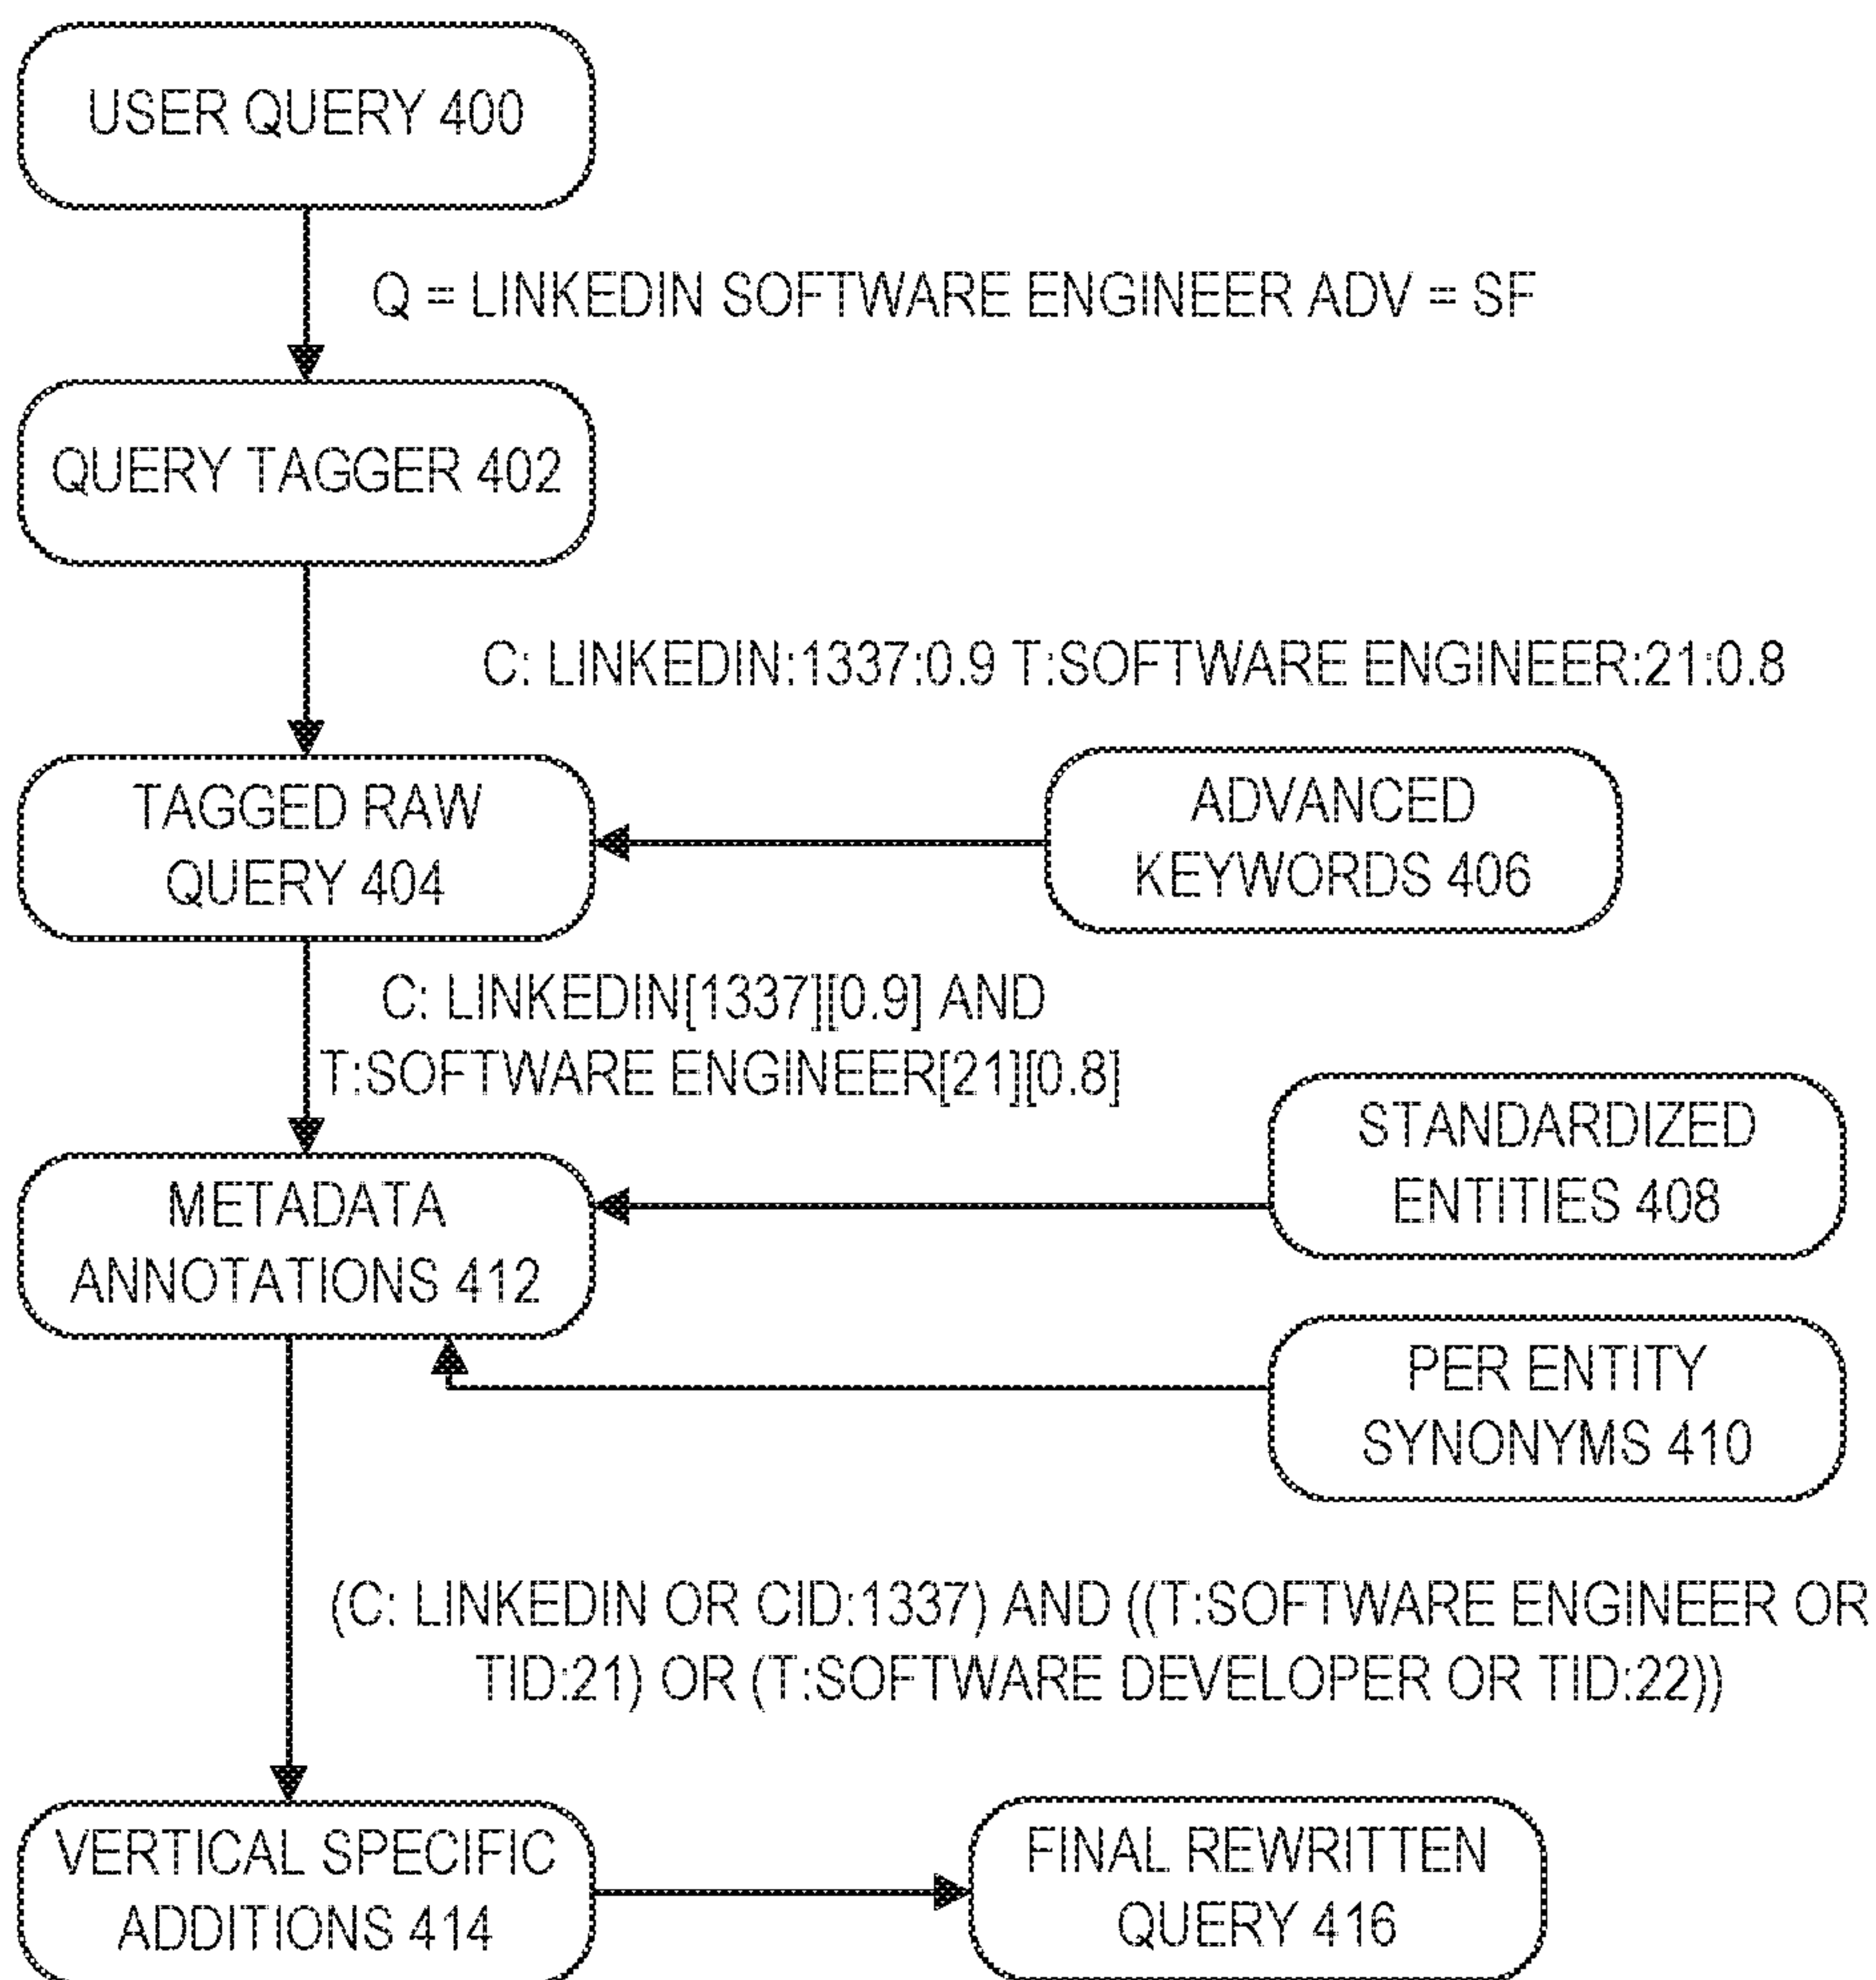 USER QUERY 400
Q = LINKEDIN SOFTWARE ENGINEER ADV = SF
QUERY TAGGER 402
C: LINKEDIN:1337:0.9 T:SOFTWARE ENGINEER:21:0.8
TAGGED RAW
QUERY 404
ADVANCED
KEYWORDS 406
C: LINKEDIN[1337][0.9] AND
T:SOFTWARE ENGINEER[21][0.8]
METADATA
ANNOTATIONS 412
STANDARDIZED
ENTITIES 408
PER ENTITY
SYNONYMS 410
(C: LINKEDIN OR CID:1337) AND ((T:SOFTWARE ENGINEER OR
TID:21) OR (T:SOFTWARE DEVELOPER OR TID:22))
VERTICAL SPECIFIC
ADDITIONS 414
FINAL REWRITTEN
QUERY 416